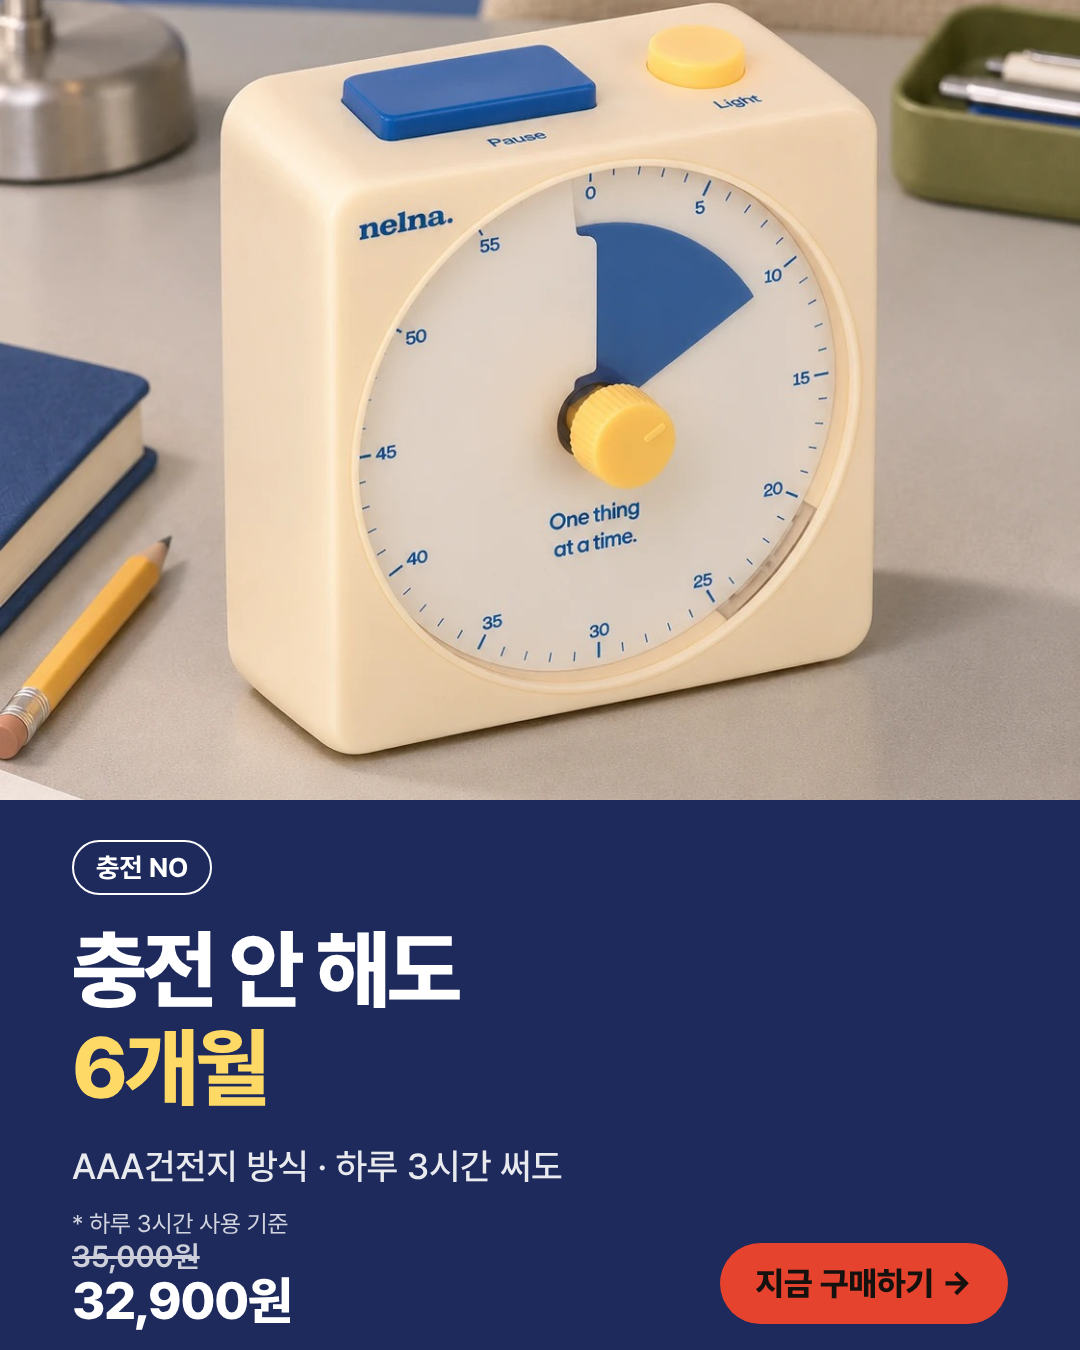 Pause
Light
nelna.
0
5
10
15
20
25
30
35
40
45
50
55
One thing
at a time.
충전 NO
충전 안 해도
6개월
AAA건전지 방식 · 하루 3시간 써도
* 하루 3시간 사용 기준
35,000원
32,900원
지금 구매하기 →